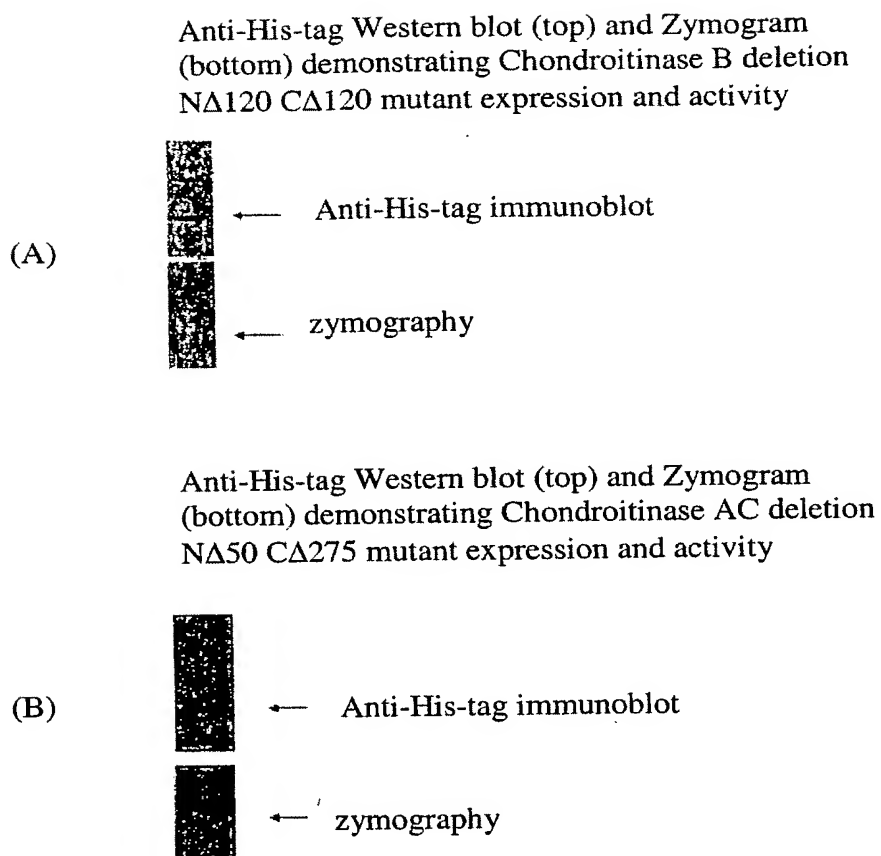 Anti-His-tag Western blot (top) and Zymogram
(bottom) demonstrating Chondroitinase B deletion
NΔ120 CΔ120 mutant expression and activity
(A)
Anti-His-tag immunoblot
zymography
Anti-His-tag Western blot (top) and Zymogram
(bottom) demonstrating Chondroitinase AC deletion
NΔ50 CΔ275 mutant expression and activity
(B)
Anti-His-tag immunoblot
zymography